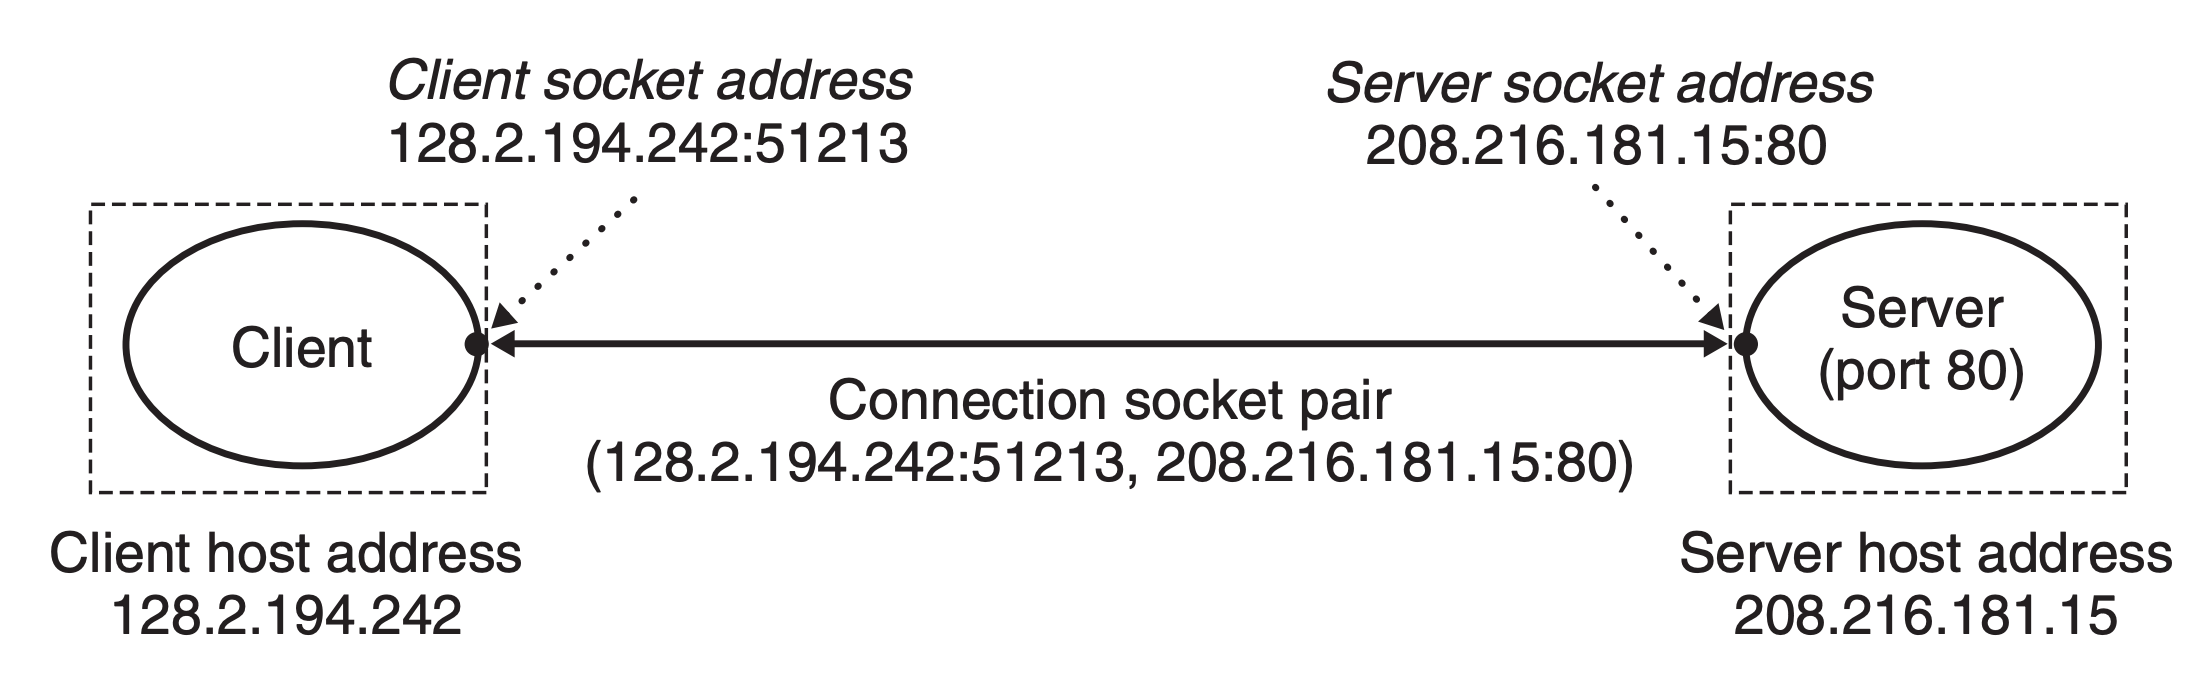 Client socket address
128.2.194.242:51213
Server socket address
208.216.181.15:80
Client
Server
(port 80)
Connection socket pair
(128.2.194.242:51213, 208.216.181.15:80)
Client host address
128.2.194.242
Server host address
208.216.181.15